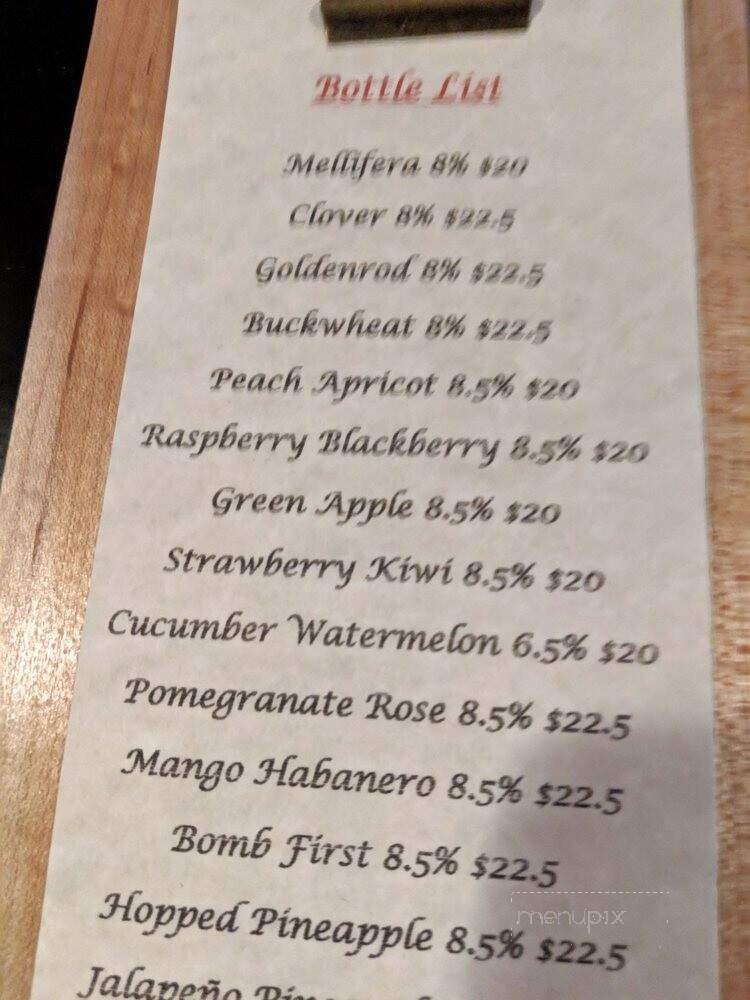 Bottle List
Mellifera 8% $20
Clover 8% $22.5
Goldenrod 8% $22.5
Buckwheat 8% $22.5
Peach Apricot 8.5% $20
Raspberry Blackberry 8.5% $20
Green Apple 8.5% $20
Strawberry Kiwi 8.5% $20
Cucumber Watermelon 6.5% $20
Pomegranate Rose 8.5% $22.5
Mango Habanero 8.5% $22.5
Bomb First 8.5% $22.5
menupix
Hopped Pineapple 8.5% $22.5
Jalapeño